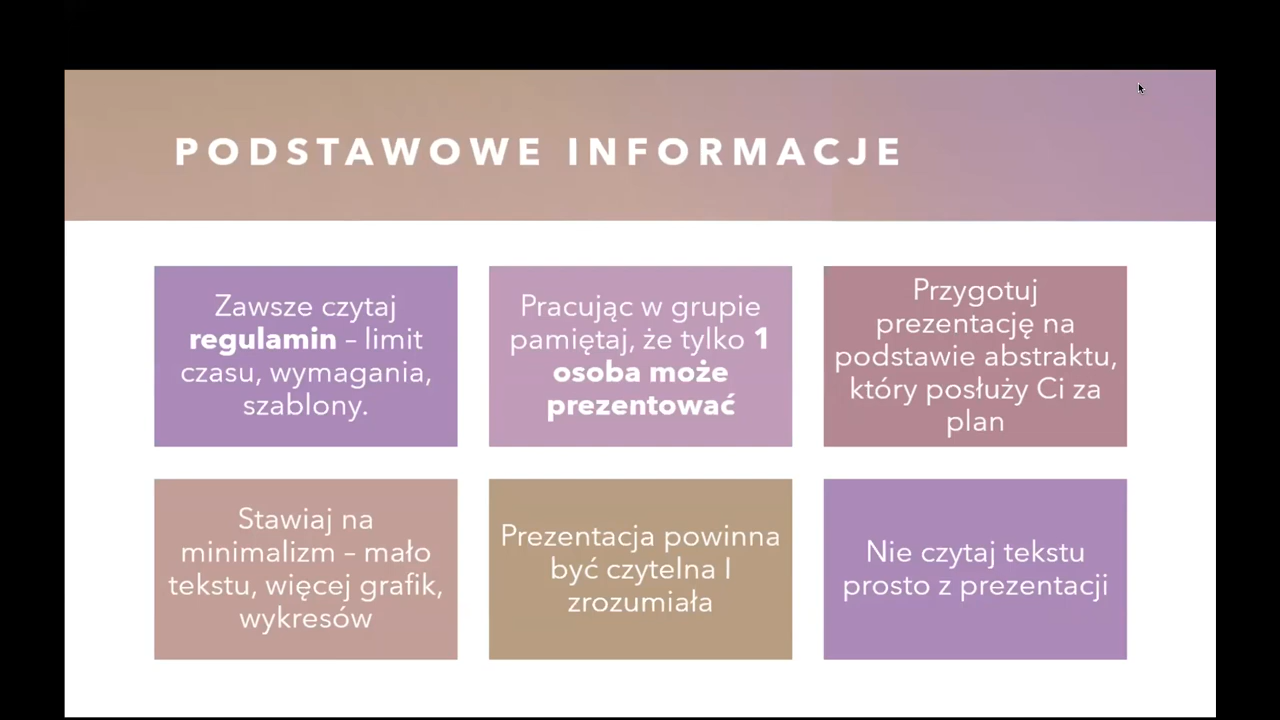 PODSTAWOWE INFORMACJE
Zawsze czytaj
regulamin – limit
czasu, wymagania,
szablony.
Pracując w grupie
pamiętaj, że tylko 1
osoba może
prezentować
Przygotuj
prezentację na
podstawie abstraktu,
który posłuży Ci za
plan
Stawiaj na
minimalizm – mało
tekstu, więcej grafik,
wykresów
Prezentacja powinna
być czytelna I
zrozumiała
Nie czytaj tekstu
prosto z prezentacji